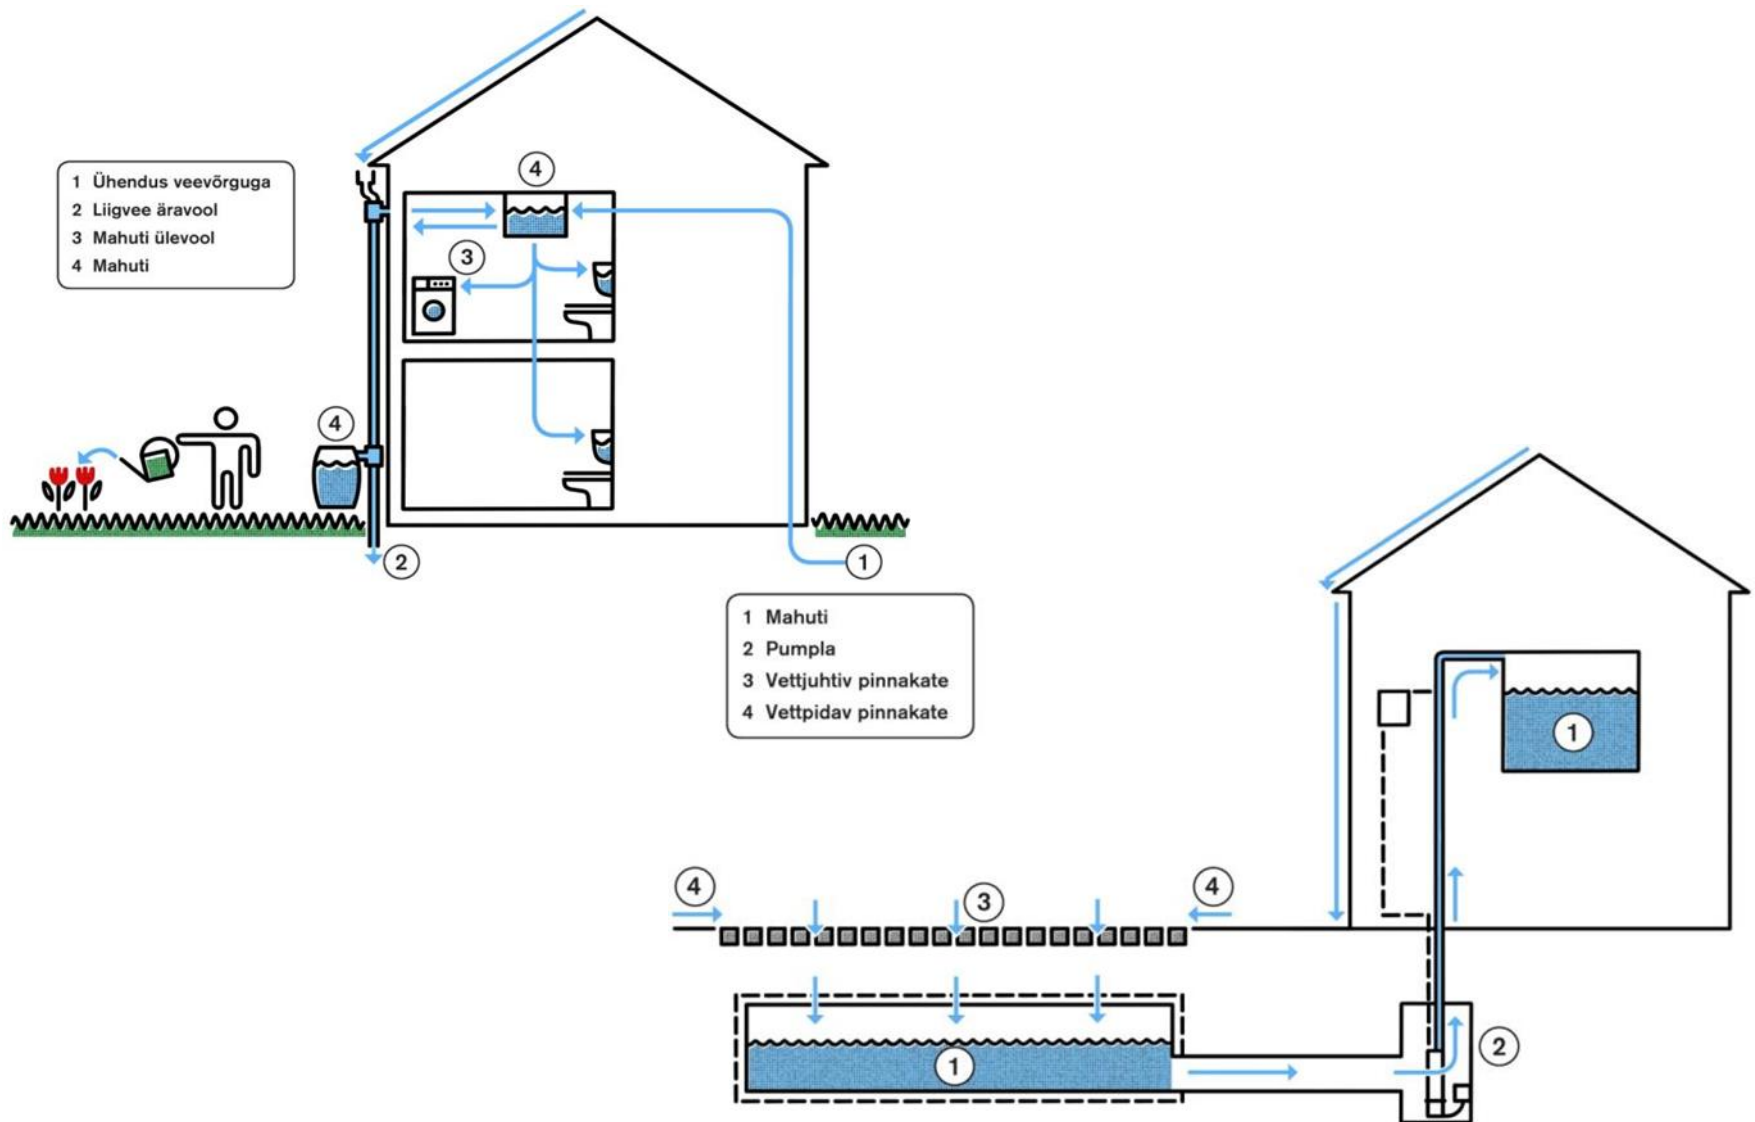 4
1 Ühendus veevõrguga
2 Liigvee äravool
3 Mahuti ülevool
4 Mahuti
3
4
2
1
1 Mahuti
2 Pumpla
3 Vettjuhtiv pinnakate
4 Vettpidav pinnakate
1
4
3
4
1
2